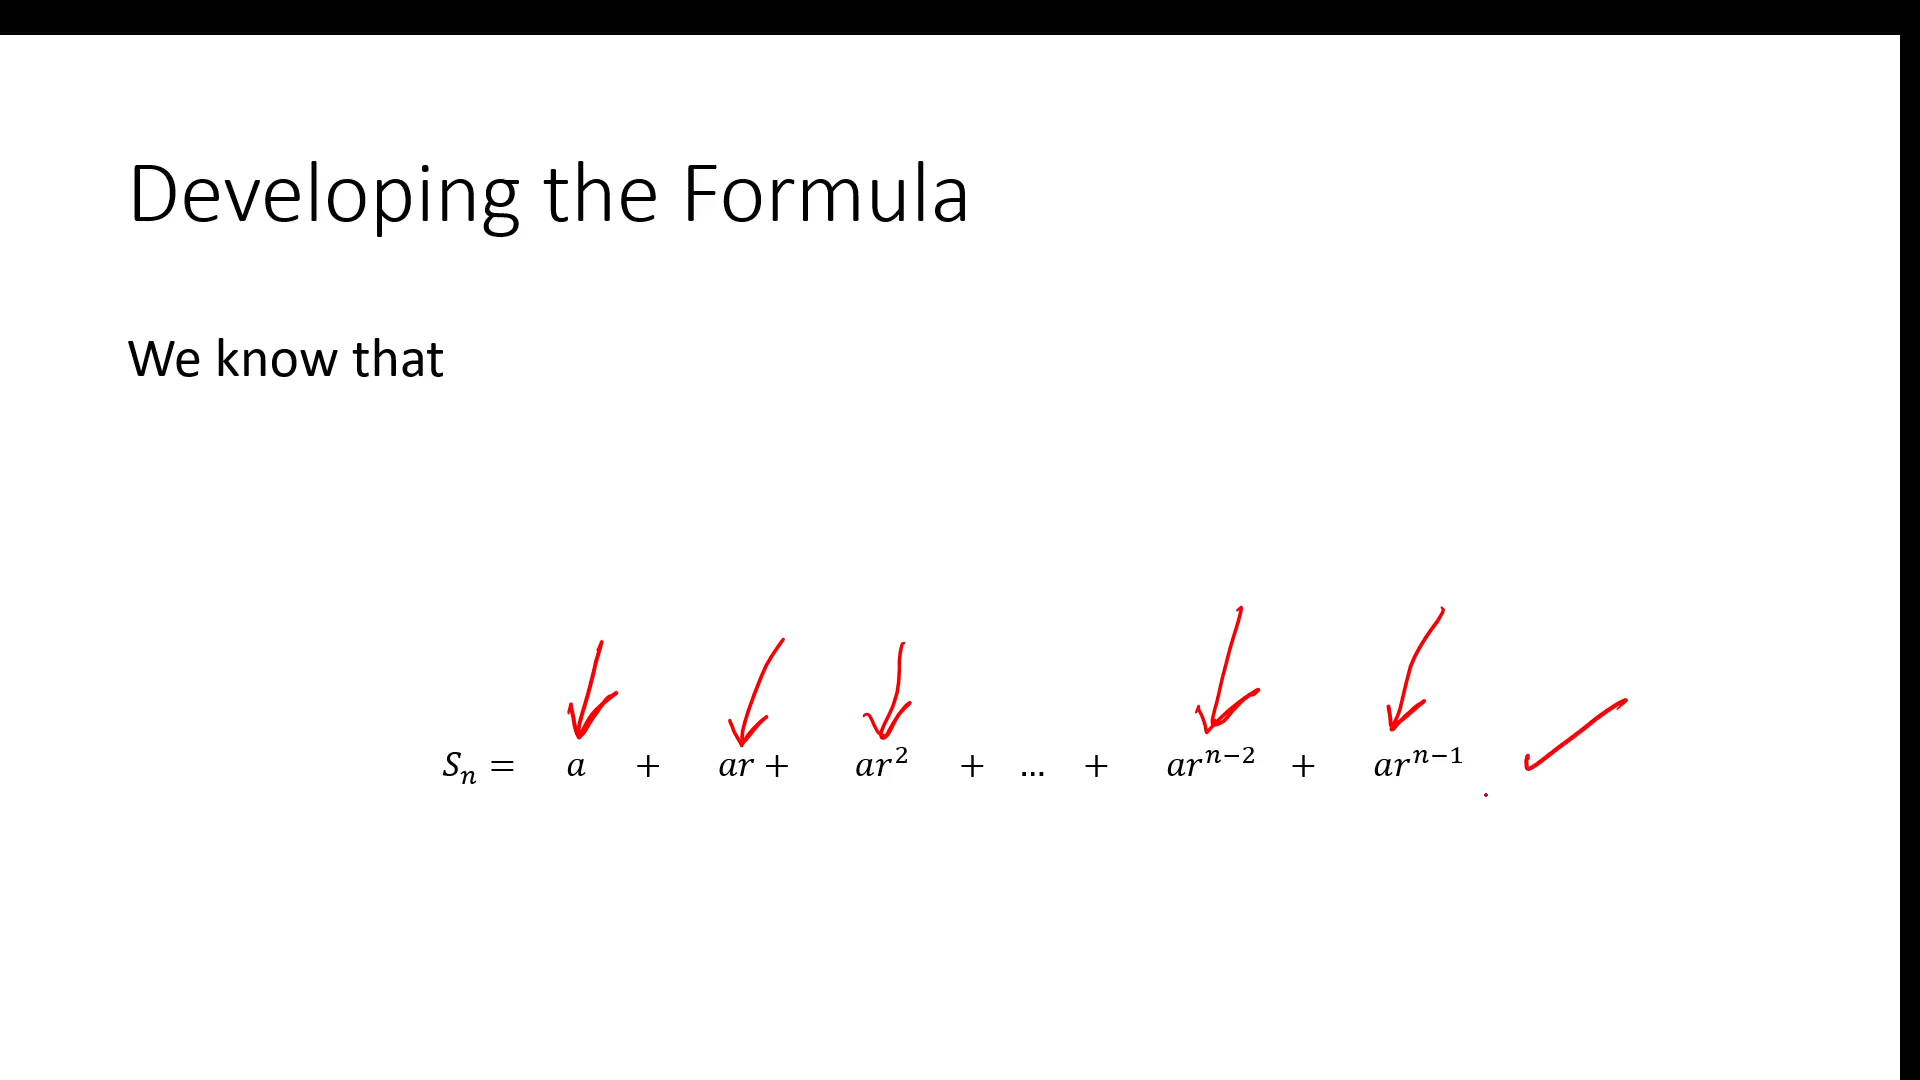 Developing the Formula
We know that
Sₙ = a + ar + ar² + … + arⁿ⁻² + arⁿ⁻¹